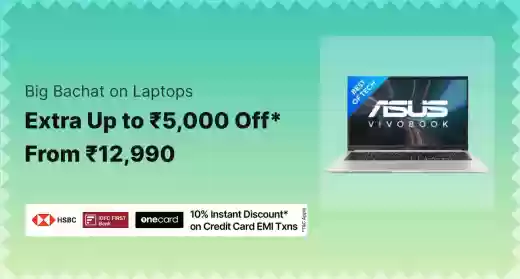 Big Bachat on Laptops
Extra Up to ₹5,000 Off*
From ₹12,990
BEST
OF TECH
ASUS
VIVOBOOK
HSBC
IDFC FIRST
Bank
onecard
10% Instant Discount*
on Credit Card EMI Txns
*T&C Apply